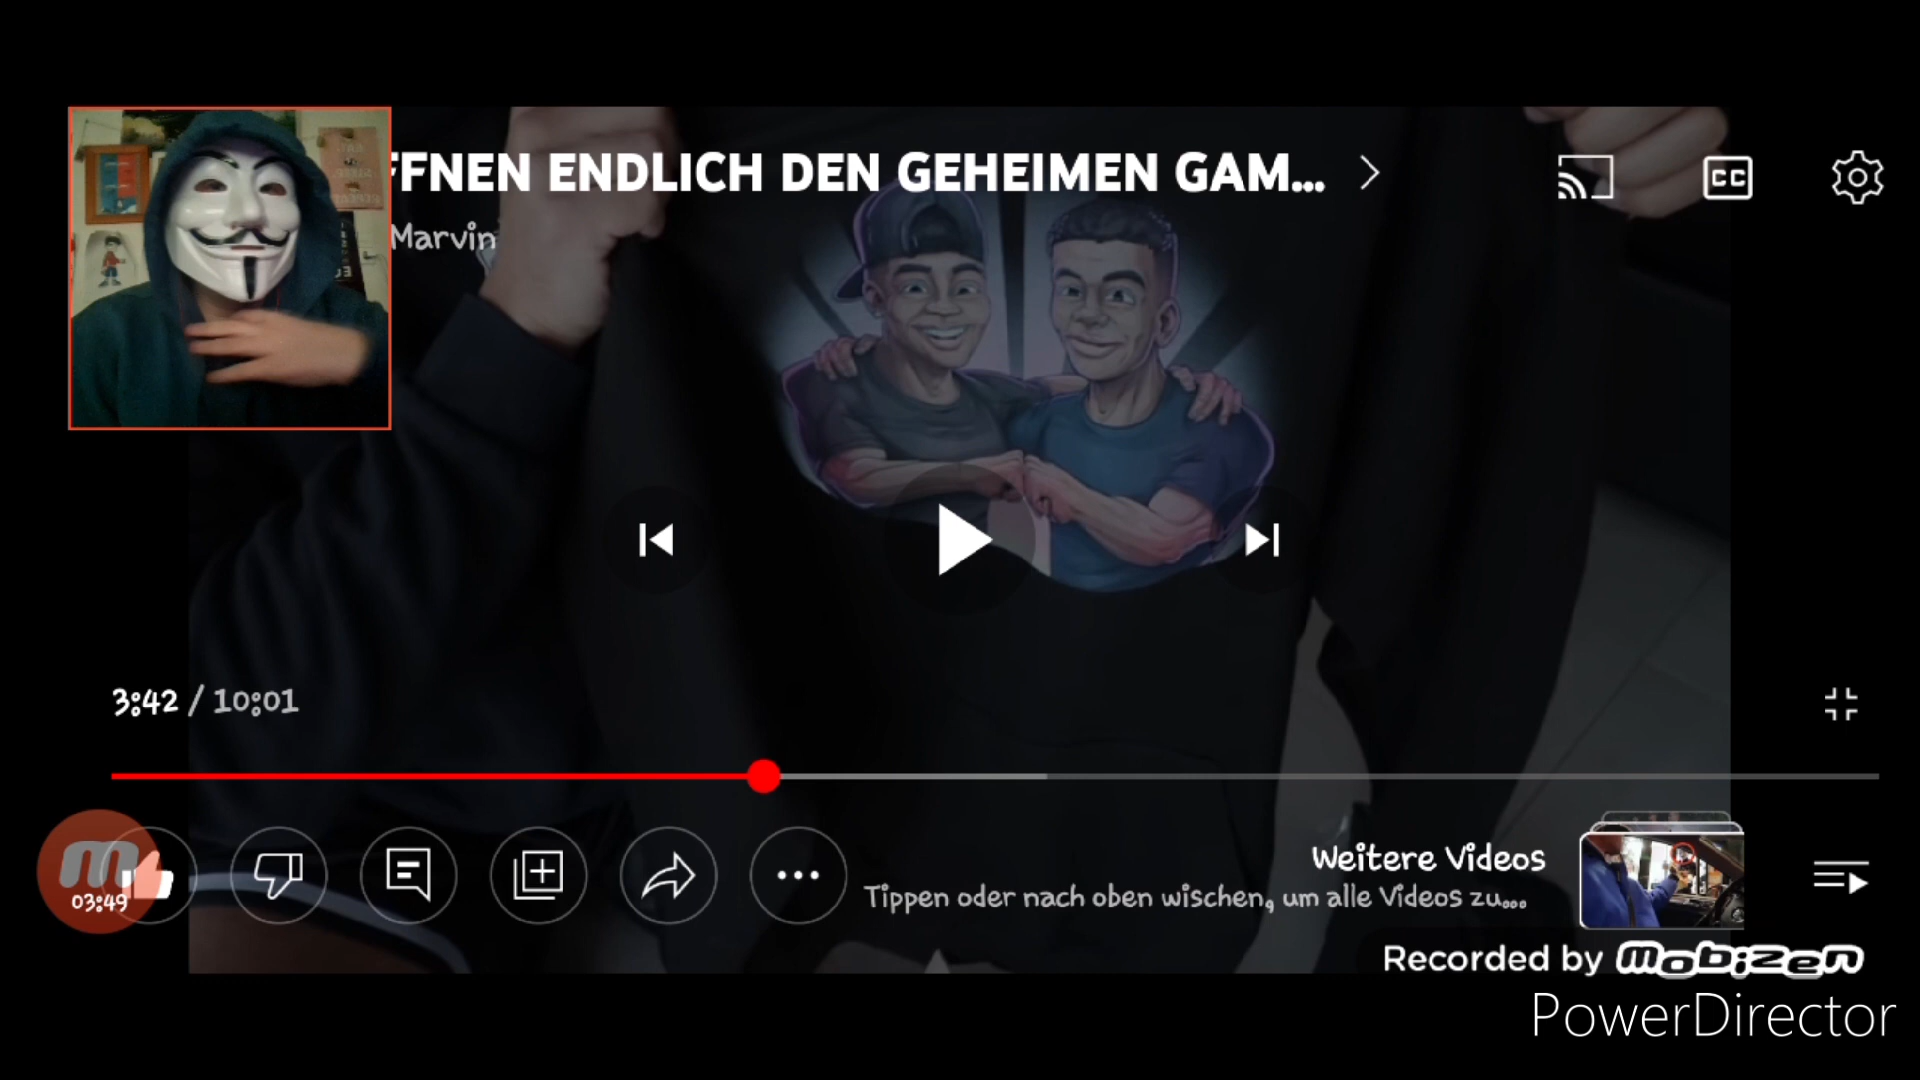 FFNEN ENDLICH DEN GEHEIMEN GAM...
CC
Marvin
3:42 / 10:01
03:49
Weitere Videos
Tippen oder nach oben wischen, um alle Videos zu...
Recorded by mobizen
PowerDirector